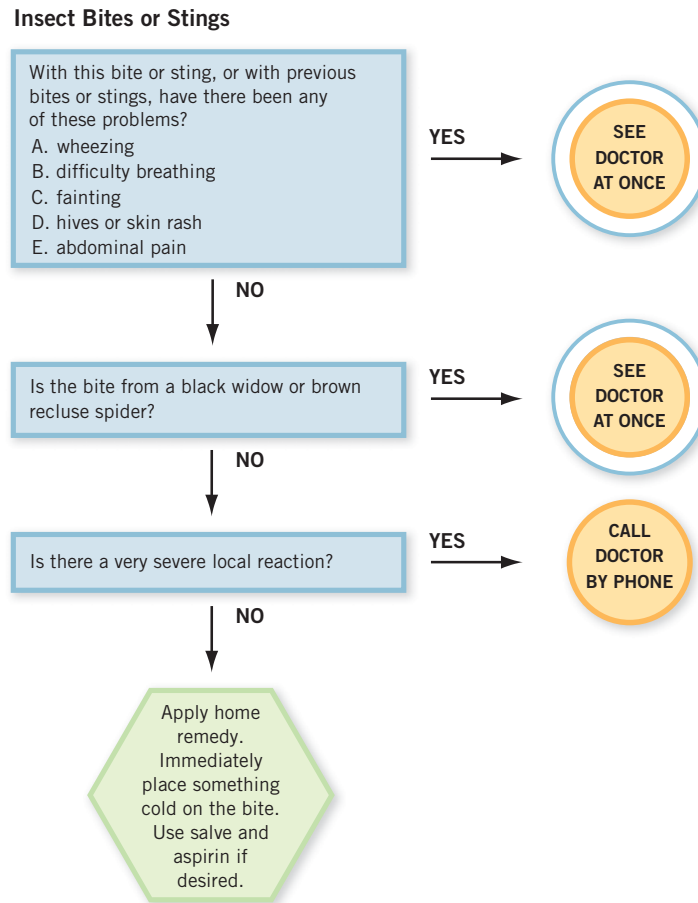 Insect Bites or Stings
With this bite or sting, or with previous
bites or stings, have there been any
of these problems?
A. wheezing
B. difficulty breathing
C. fainting
D. hives or skin rash
E. abdominal pain
YES
SEE
DOCTOR
AT ONCE
NO
Is the bite from a black widow or brown
recluse spider?
YES
SEE
DOCTOR
AT ONCE
NO
Is there a very severe local reaction?
YES
CALL
DOCTOR
BY PHONE
NO
Apply home
remedy.
Immediately
place something
cold on the bite.
Use salve and
aspirin if
desired.